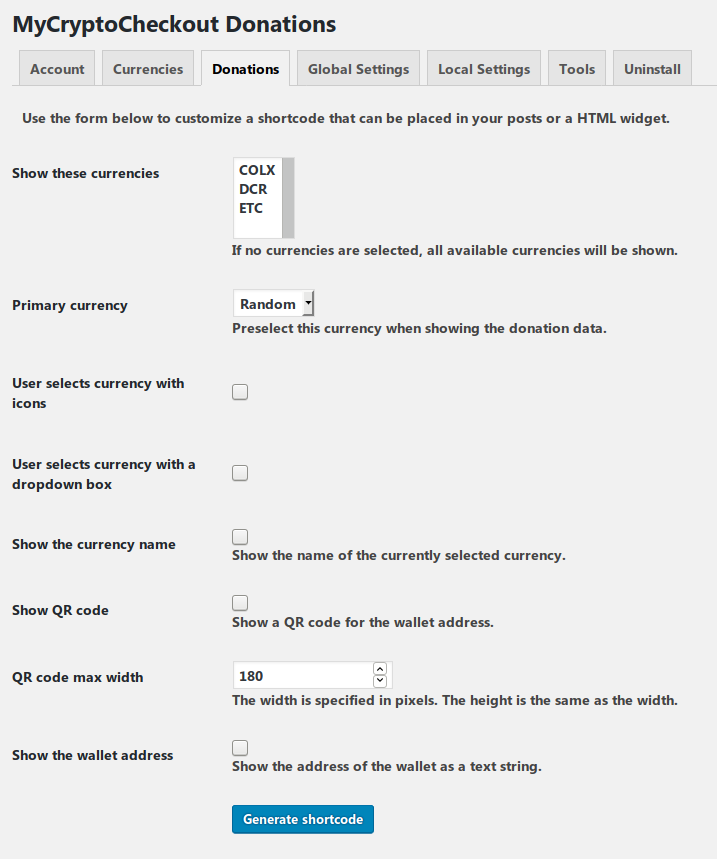 MyCryptoCheckout Donations
Account Currencies Donations Global Settings Local Settings Tools Uninstall
Use the form below to customize a shortcode that can be placed in your posts or a HTML widget.
Show these currencies
COLX
DCR
ETC
If no currencies are selected, all available currencies will be shown.
Primary currency
Random
Preselect this currency when showing the donation data.
User selects currency with
icons
User selects currency with a
dropdown box
Show the currency name
Show the name of the currently selected currency.
Show QR code
Show a QR code for the wallet address.
QR code max width
180
The width is specified in pixels. The height is the same as the width.
Show the wallet address
Show the address of the wallet as a text string.
Generate shortcode